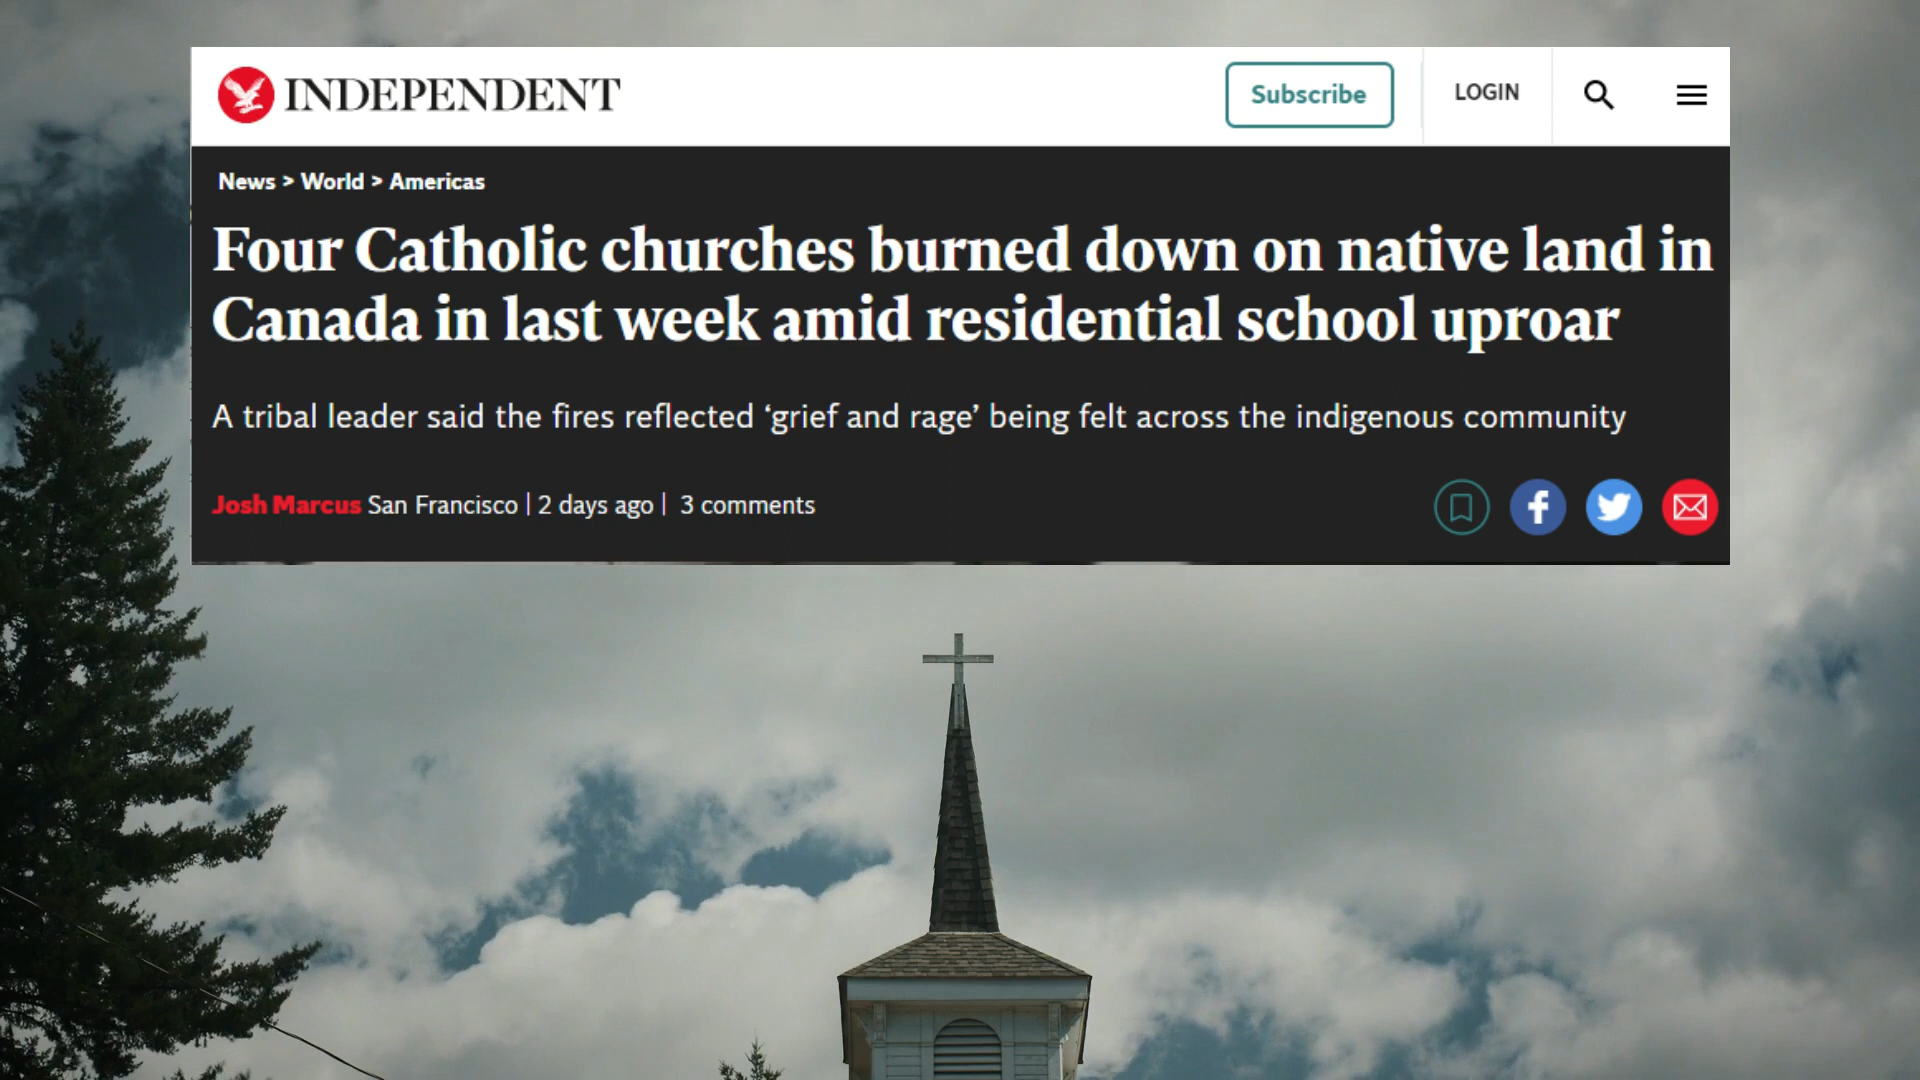 INDEPENDENT
Subscribe
LOGIN
News > World > Americas
Four Catholic churches burned down on native land in
Canada in last week amid residential school uproar
A tribal leader said the fires reflected ‘grief and rage’ being felt across the indigenous community
Josh Marcus San Francisco | 2 days ago | 3 comments